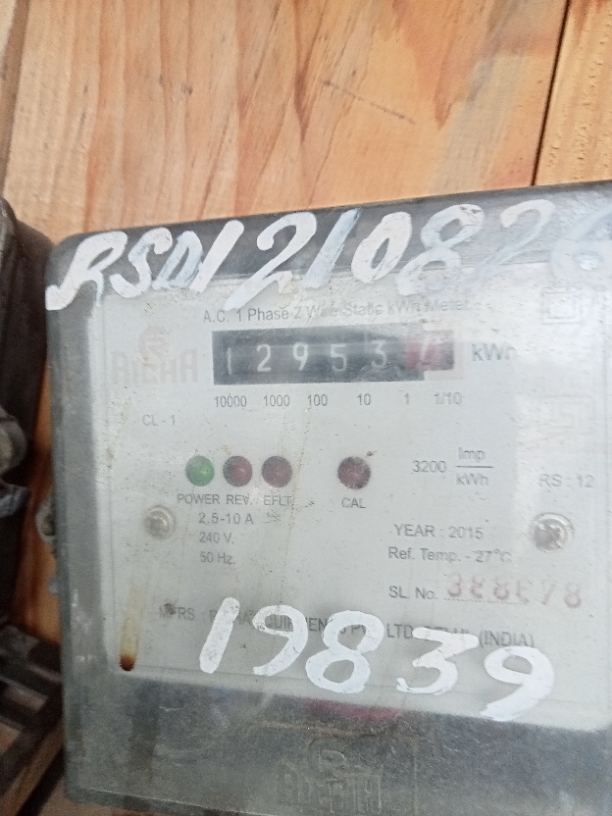 RSD1210826
A.C. 1 Phase 2 Wire Static kWh Meter
RICHA
12953 kWh
10000 1000 100 10 1 1/10
CL - 1
3200 Imp/kWh
RS : 12
POWER REV. EFLT. CAL
2.5-10 A
240 V.
50 Hz.
YEAR : 2015
Ref. Temp. - 27°C
SL. No.
MFRS : LTD. (INDIA)
19839